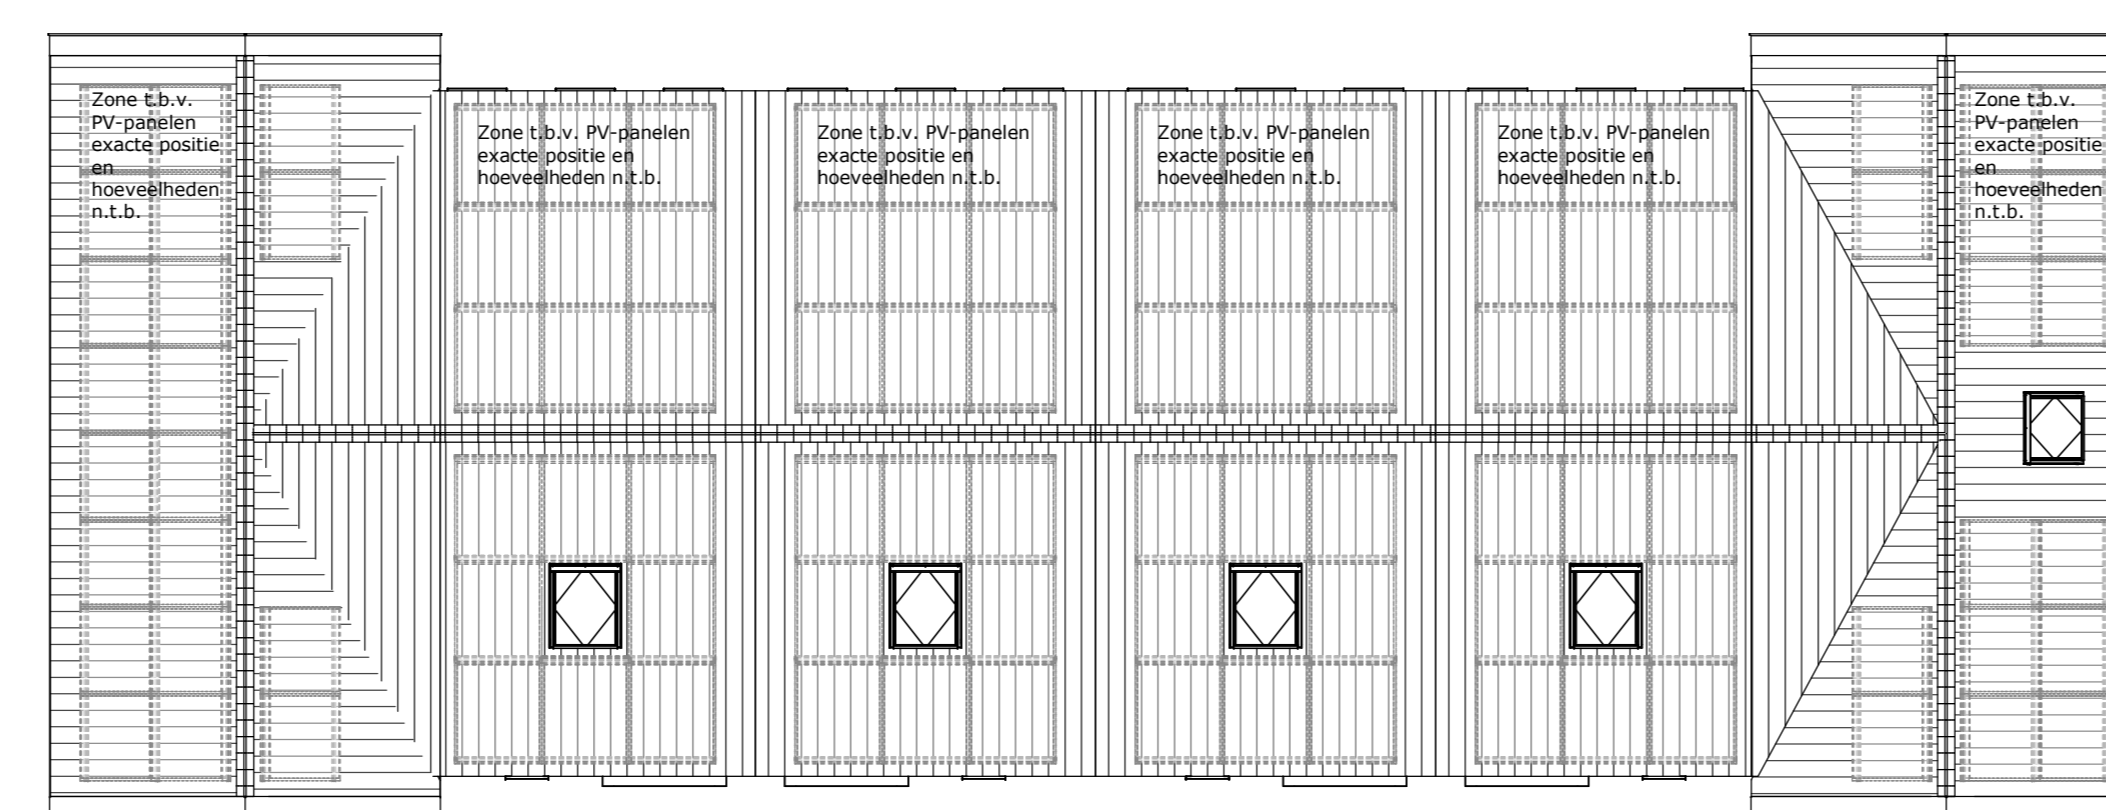 Zone t.b.v.
PV-panelen
exacte positie
en
hoeveelheden
n.t.b.
Zone t.b.v. PV-panelen
exacte positie en
hoeveelheden n.t.b.
Zone t.b.v. PV-panelen
exacte positie en
hoeveelheden n.t.b.
Zone t.b.v. PV-panelen
exacte positie en
hoeveelheden n.t.b.
Zone t.b.v. PV-panelen
exacte positie en
hoeveelheden n.t.b.
Zone t.b.v.
PV-panelen
exacte positie
en
hoeveelheden
n.t.b.